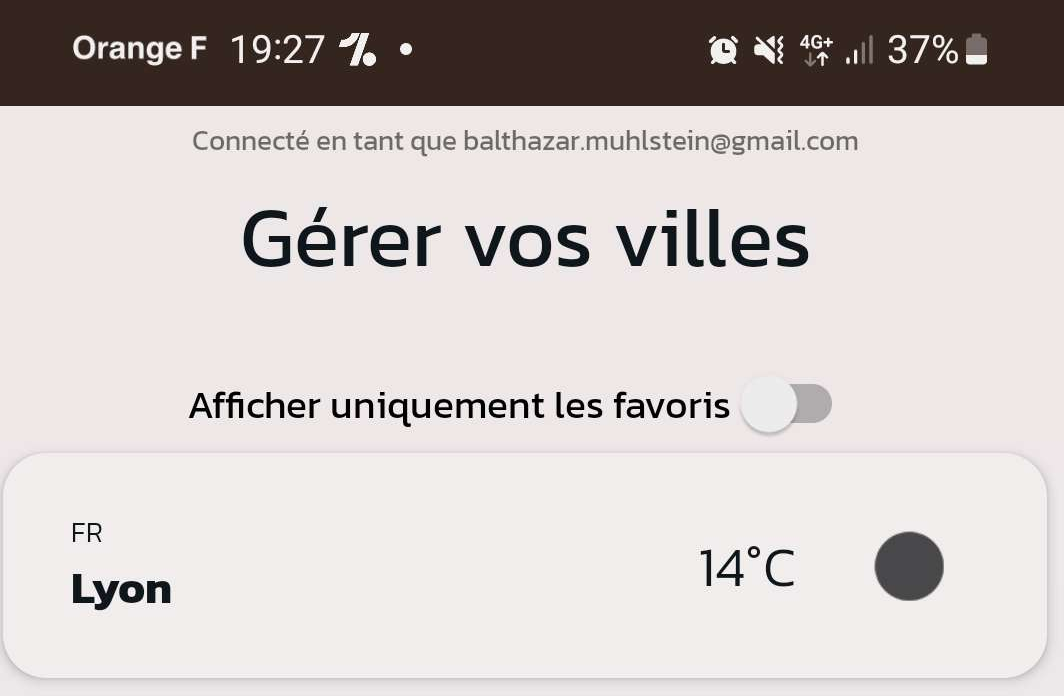 Orange F 19:27 4G+ 37%
Connecté en tant que balthazar.muhlstein@gmail.com
Gérer vos villes
Afficher uniquement les favoris
FR
Lyon
14°C